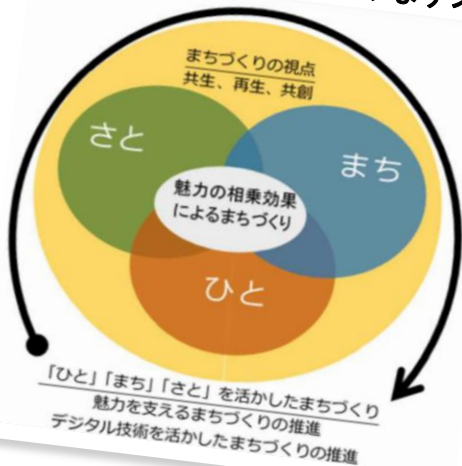 まちづくりの視点
共生、再生、共創
さと
まち
魅力の相乗効果
によるまちづくり
ひと
「ひと」「まち」「さと」を活かしたまちづくり
魅力を支えるまちづくりの推進
デジタル技術を活かしたまちづくりの推進